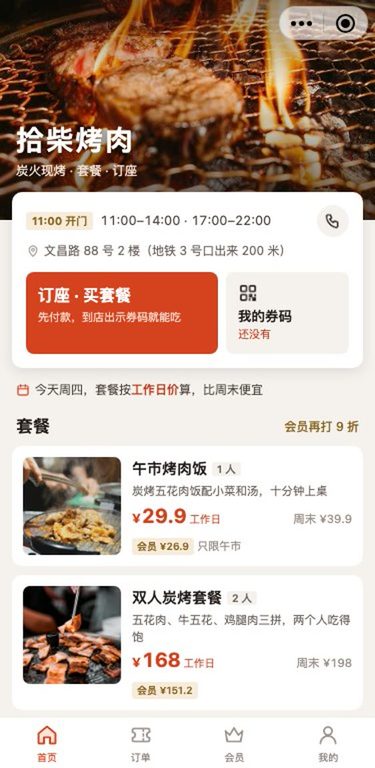 拾柴烤肉
炭火现烤 · 套餐 · 订座
11:00 开门 11:00–14:00 · 17:00–22:00
文昌路 88 号 2 楼（地铁 3 号口出来 200 米）
订座 · 买套餐
先付款，到店出示券码就能吃
我的券码
还没有
今天周四，套餐按工作日价算，比周末便宜
套餐 会员再打 9 折
午市烤肉饭 1 人
炭烤五花肉饭配小菜和汤，十分钟上桌
¥29.9 工作日 周末 ¥39.9
会员 ¥26.9 只限午市
双人炭烤套餐 2 人
五花肉、牛五花、鸡腿肉三拼，两个人吃得
饱
¥168 工作日 周末 ¥198
会员 ¥151.2
首页 订单 会员 我的